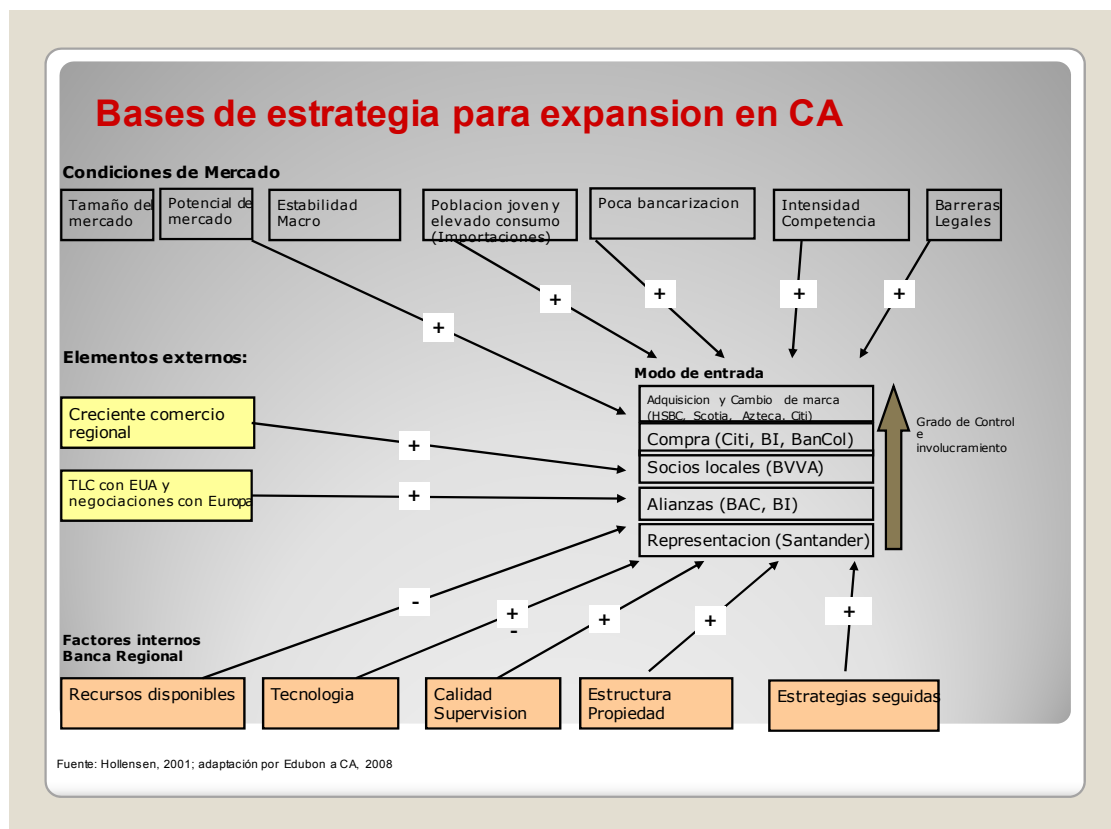 Bases de estrategia para expansion en CA
Condiciones de Mercado
Tamaño del
mercado
Potencial de
mercado
Estabilidad
Macro
Poblacion joven y
elevado consumo
(Importaciones)
Poca bancarizacion
Intensidad
Competencia
Barreras
Legales
+
+
+
+
+
Elementos externos:
Creciente comercio
regional
+
TLC con EUA y
negociaciones con Europa
+
Modo de entrada
Adquisicion y Cambio de marca
(HSBC, Scotia, Azteca, Citi)
Compra (Citi, BI, BanCol)
Socios locales (BVVA)
Alianzas (BAC, BI)
Representacion (Santander)
Grado de Control
e
involucramiento
-
+
-
+
+
+
Factores internos
Banca Regional
Recursos disponibles
Tecnologia
Calidad
Supervision
Estructura
Propiedad
Estrategias seguidas
Fuente: Hollensen, 2001; adaptación por Edubon a CA, 2008